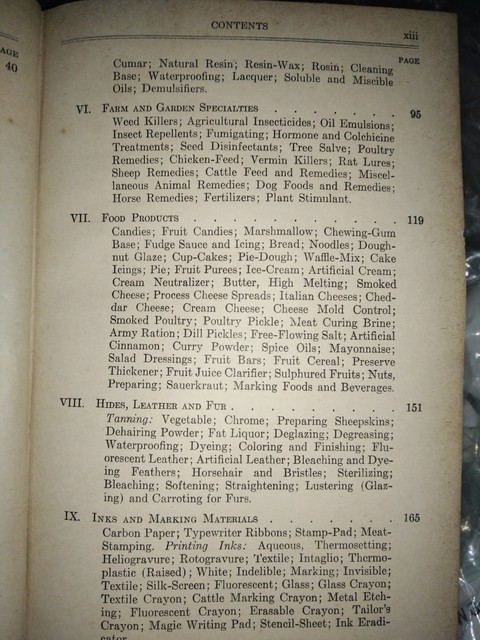 AGE
40
CONTENTS
xiii
PAGE
Cumar; Natural Resin; Resin-Wax; Rosin; Cleaning
Base; Waterproofing; Lacquer; Soluble and Miscible
Oils; Demulsifiers.
VI. FARM AND GARDEN SPECIALTIES . . . . . . . 95
Weed Killers; Agricultural Insecticides; Oil Emulsions;
Insect Repellents; Fumigating; Hormone and Colchicine
Treatments; Seed Disinfectants; Tree Salve; Poultry
Remedies; Chicken-Feed; Vermin Killers; Rat Lures;
Sheep Remedies; Cattle Feed and Remedies; Miscel-
laneous Animal Remedies; Dog Foods and Remedies;
Horse Remedies; Fertilizers; Plant Stimulant.
VII. FOOD PRODUCTS . . . . . . . . . . . 119
Candies; Fruit Candies; Marshmallow; Chewing-Gum
Base; Fudge Sauce and Icing; Bread; Noodles; Dough-
nut Glaze; Cup-Cakes; Pie-Dough; Waffle-Mix; Cake
Icings; Pie; Fruit Purees; Ice-Cream; Artificial Cream;
Cream Neutralizer; Butter, High Melting; Smoked
Cheese; Process Cheese Spreads; Italian Cheeses; Ched-
dar Cheese; Cream Cheese; Cheese Mold Control;
Smoked Poultry; Poultry Pickle; Meat Curing Brine;
Army Ration; Dill Pickles; Free-Flowing Salt; Artificial
Cinnamon; Curry Powder; Spice Oils; Mayonnaise;
Salad Dressings; Fruit Bars; Fruit Cereal; Preserve
Thickener; Fruit Juice Clarifier; Sulphured Fruits; Nuts,
Preparing; Sauerkraut; Marking Foods and Beverages.
VIII. HIDES, LEATHER AND FUR . . . . . . . . . 151
Tanning: Vegetable; Chrome; Preparing Sheepskins;
Dehairing Powder; Fat Liquor; Deglazing; Degreasing;
Waterproofing; Dyeing; Coloring and Finishing; Flu-
orescent Leather; Artificial Leather; Bleaching and Dye-
ing Feathers; Horsehair and Bristles; Sterilizing;
Bleaching; Softening; Straightening; Lustering (Glaz-
ing) and Carroting for Furs.
IX. INKS AND MARKING MATERIALS . . . . . . . 165
Carbon Paper; Typewriter Ribbons; Stamp-Pad; Meat-
Stamping. Printing Inks: Aqueous, Thermosetting;
Heliogravure; Rotogravure; Textile; Intaglio; Thermo-
plastic (Raised); White; Indelible; Marking; Invisible;
Textile; Silk-Screen; Fluorescent; Glass; Glass Crayon;
Textile Crayon; Cattle Marking Crayon; Metal Etch-
ing; Fluorescent Crayon; Erasable Crayon; Tailor's
Crayon; Magic Writing Pad; Stencil-Sheet; Ink Eradi-
cator